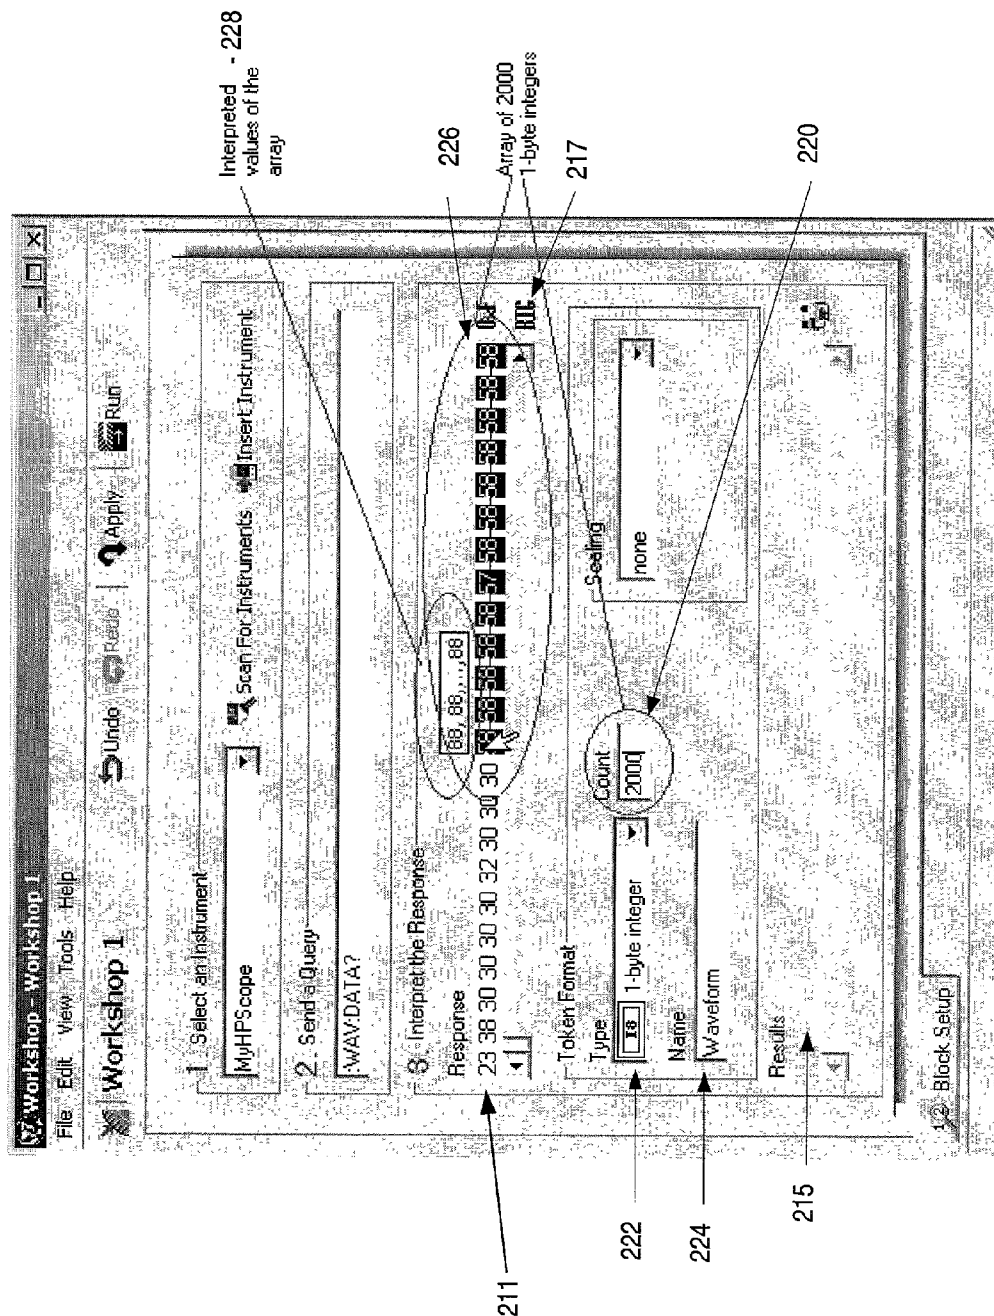 Workshop - Workshop 1
File Edit View Tools Help
Workshop 1
Undo
Redo
Apply
Run
1 Select an Instrument
MyHPScope
Scan For Instruments
Insert Instrument
2 Send a Query
:WAV:DATA?
3 Interpret the Response
Response
88, 88,...,88
23 38 30 30 30 30 32 30 30 30 30
58 58 58 58 57 58 58 58 58 58 58 58
Token Format
Type
I8 1-byte integer
Count
2000
Name
Waveform
Scaling
none
Results
Block Setup
Interpreted - 228
values of the
array
226
Array of 2000
1-byte integers
217
220
211
222
224
215